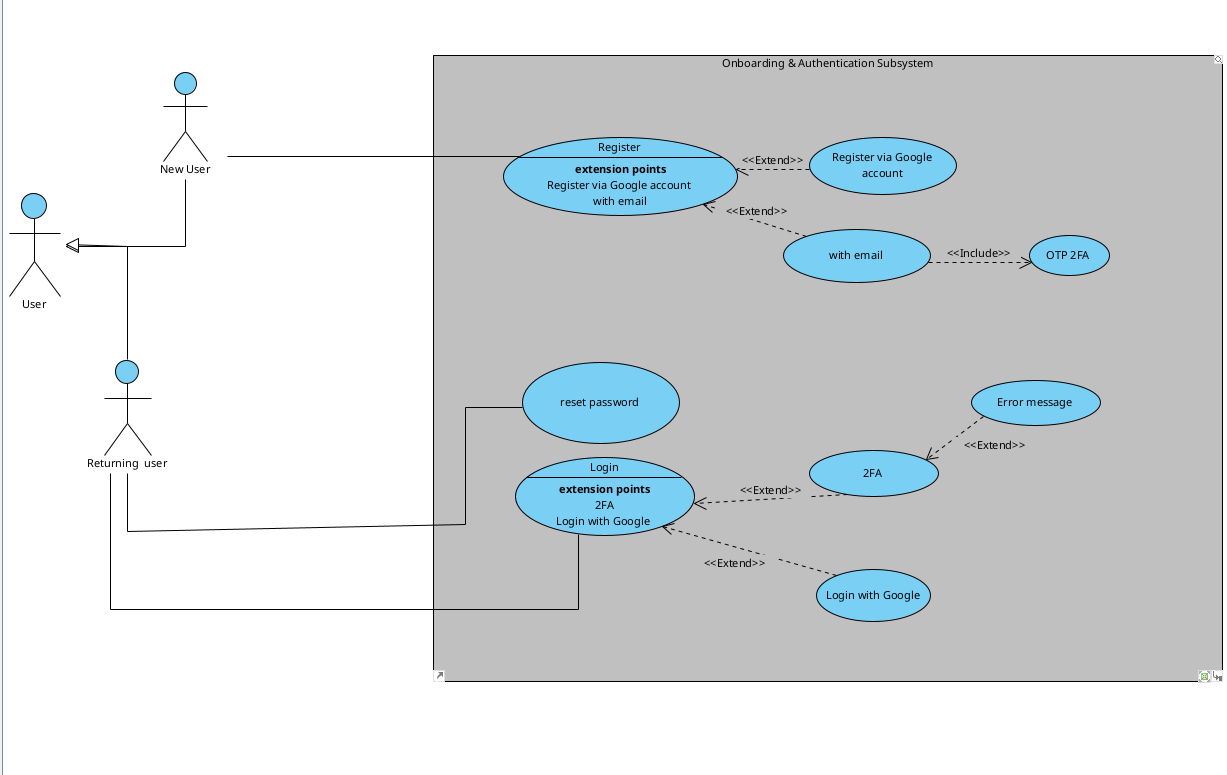 Onboarding & Authentication Subsystem
New User
User
Returning user
Register
extension points
Register via Google account
with email
<<Extend>>
Register via Google
account
<<Extend>>
with email
<<Include>>
OTP 2FA
reset password
Login
extension points
2FA
Login with Google
<<Extend>>
2FA
<<Extend>>
Error message
<<Extend>>
Login with Google